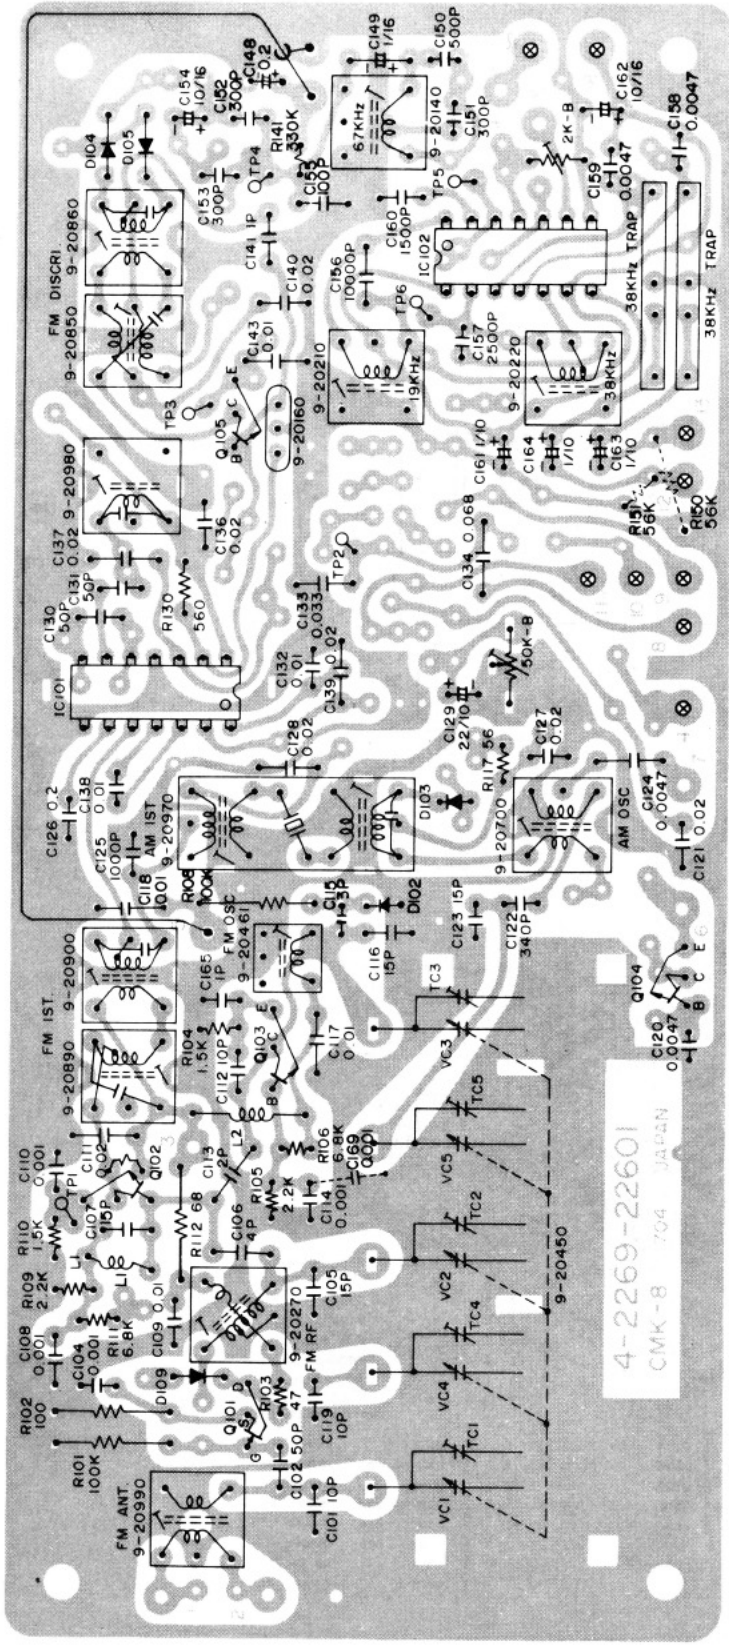 FM ANT.
9-20990
R101
100K
R102
100
C108
0.001
C104
0.001
R109
2.2K
R111
6.8K
R110
1.5K
TP1
L1
L1
C110
0.001
C107
15P
C111
0.02
Q102
3
FM IST.
9-20890
9-20900
C126 0.2
C125
1000P
C138
0.01
C118
0.01
IC101
C130
50P
C131
50P
C137
0.02
9-20980
R130
560
C136
0.02
FM DISCRI.
9-20850
9-20860
D104
D105
C154
10/16
C152
300P
C148
0.2
C153
300P
R141
330K
TP4
D109
C109 0.01
R112 68
C113
2P
C106
4P
Q101
G
S
D
R103
47
9-20270
FM RF
C102 50P
C101 10P
C119
10P
C105
15P
R105
2.2K
C114
0.001
R106
6.8K
C169
0.001
L2
R104
1.5K
C112 10P
C165
1P
Q103
B
C
E
C117
0.01
FM OSC
9-20461
R108
100K
C115
3P
C116
15P
D102
AM IST
9-20970
C128
0.02
D103
C132
0.01
C139
0.02
C133
0.033
TP2
TP3
Q105
B
C
E
9-20160
C143
0.01
C140
0.02
C141 1P
C155
100P
C156
10000P
TP6
9-20210
19KHz
C160
1500P
TP5
67KHz
9-20140
C149
1/16
C150
500P
C151
300P
IC102
C157
2500P
9-20220
38KHz
C161 1/10
C164
1/10
C163
1/10
C134 0.068
C129
22/10
50K-B
R117 56
C127
0.02
9-20700
AM OSC
C123 15P
C122
340P
C124
0.0047
C121 0.02
VC1
TC1
VC4
TC4
VC2
TC2
VC5
TC5
VC3
TC3
9-20450
Q104
B
C
E
C120
0.0047
2K-B
C159
0.0047
C162
10/16
C158
0.0047
38KHz TRAP
38KHz TRAP
R151
56K
R150
56K
4-2269-22601
CMK-8 704 JAPAN
6
7
8
9
10
11
12